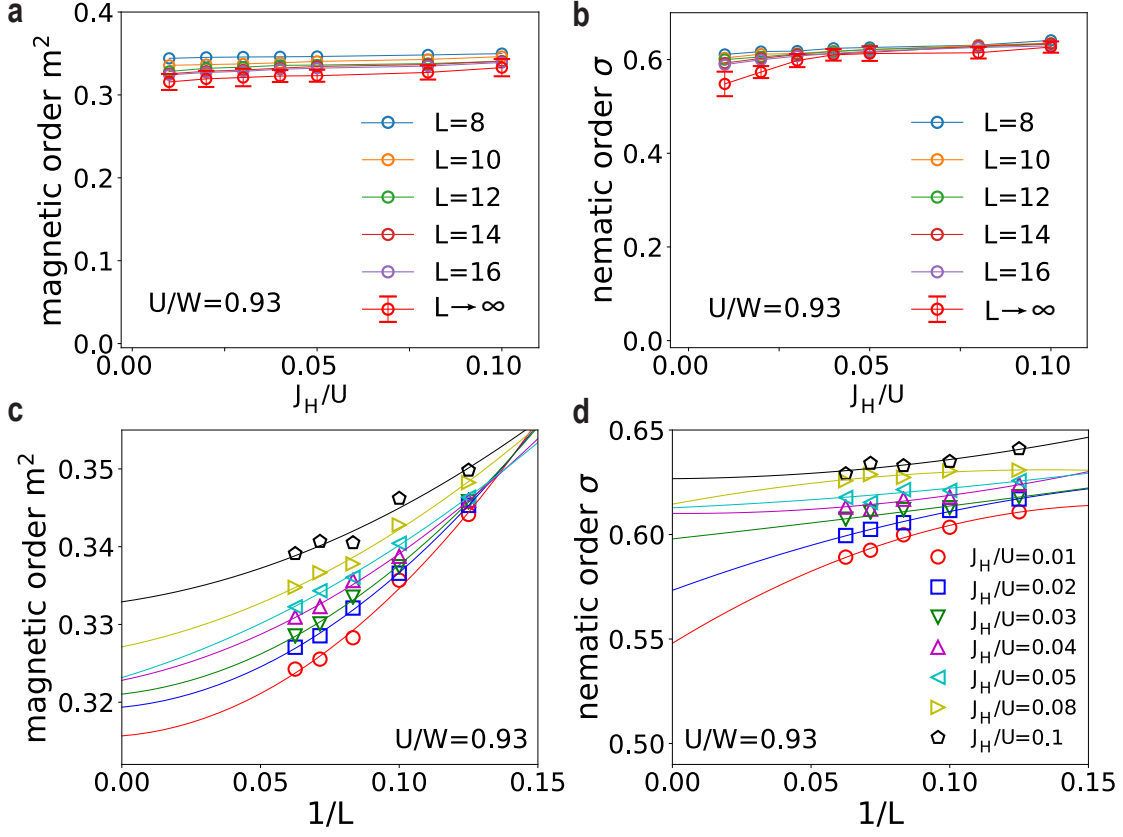 a
magnetic order m²
0.4
0.3
0.2
0.1
0.0
L=8
L=10
L=12
L=14
L=16
L→∞
U/W=0.93
0.00
0.05
0.10
J_H/U
b
nematic order σ
0.6
0.4
0.2
0.0
L=8
L=10
L=12
L=14
L=16
L→∞
U/W=0.93
0.00
0.05
0.10
J_H/U
c
magnetic order m²
0.35
0.34
0.33
0.32
U/W=0.93
0.00
0.05
0.10
0.15
1/L
d
nematic order σ
0.65
0.60
0.55
0.50
J_H/U=0.01
J_H/U=0.02
J_H/U=0.03
J_H/U=0.04
J_H/U=0.05
J_H/U=0.08
J_H/U=0.1
U/W=0.93
0.00
0.05
0.10
0.15
1/L